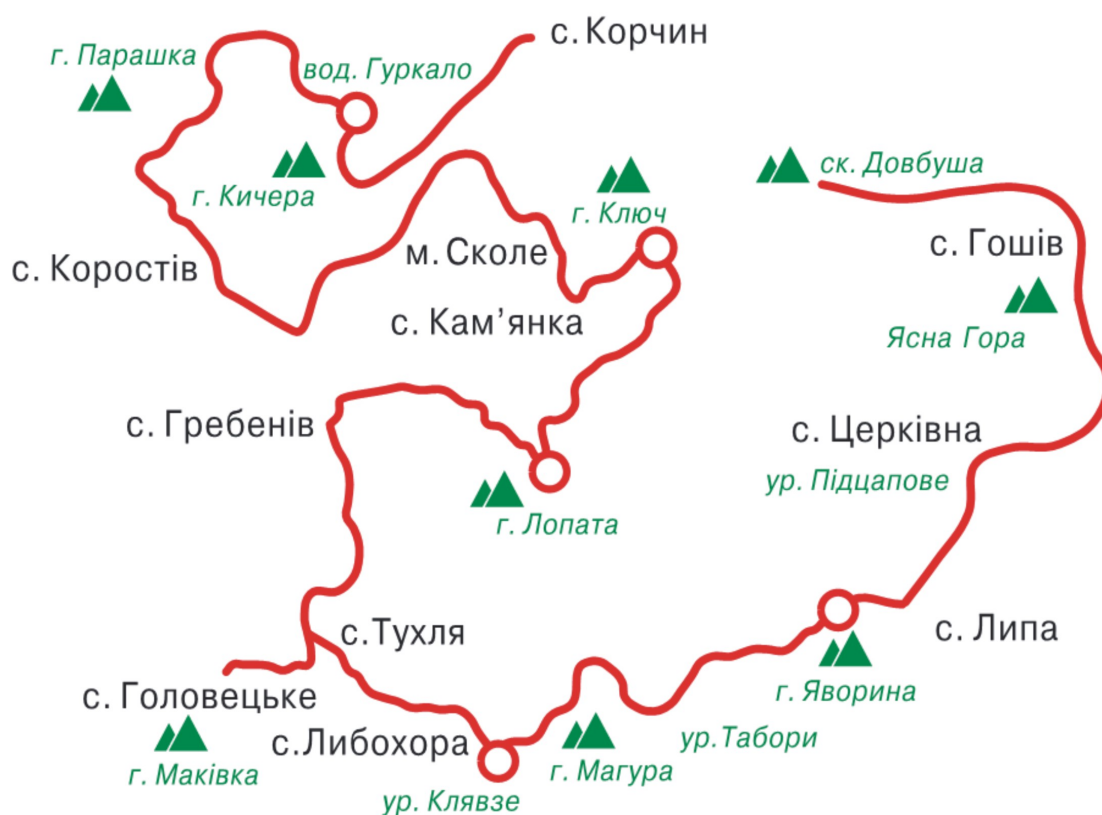 с. Корчин
г. Парашка
вод. Гуркало
ск. Довбуша
г. Кичера
г. Ключ
с. Гошів
м. Сколе
с. Коростів
с. Кам’янка
Ясна Гора
с. Гребенів
с. Церківна
ур. Підцапове
г. Лопата
с.Тухля
с. Липа
с. Головецьке
г. Яворина
с.Либохора
ур.Табори
г. Маківка
г. Магура
ур. Клявзе